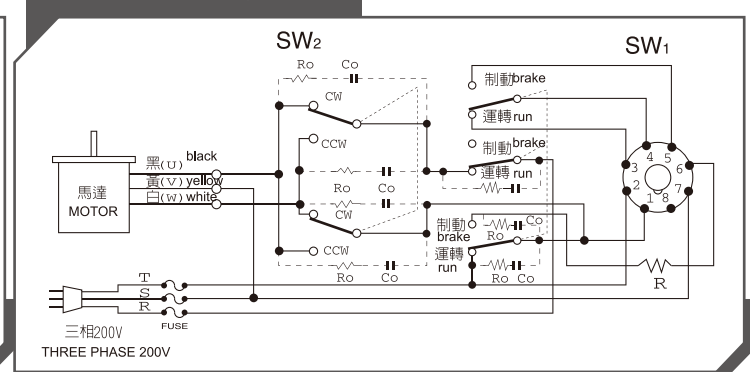 SW2
SW1
Ro Co
CW
CCW
Ro Co
CW
CCW
Ro Co
制動brake
運轉run
制動brake
運轉run
制動
brake
運轉
run
Ro Co
Ro Co
3 4 5 6
2 1 8 7
R
黑(U) black
黃(V) yellow
白(W) white
馬達
MOTOR
T
S
R
FUSE
三相200V
THREE PHASE 200V